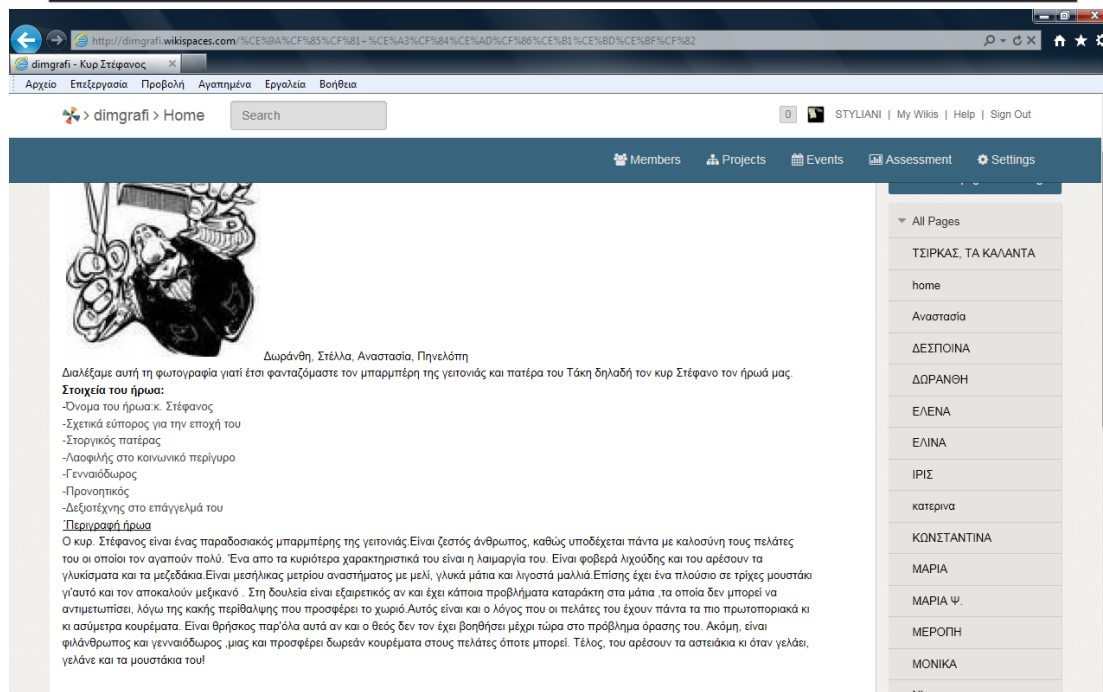 http://dimgrafi.wikispaces.com/%CE%9A%CF%85%CF%81+%CE%A3%CF%84%CE%AD%CF%86%CE%B1%CE%BD%CE%BF%CF%82
dimgrafi - Κυρ Στέφανος
Αρχείο Επεξεργασία Προβολή Αγαπημένα Εργαλεία Βοήθεια
> dimgrafi > Home Search 0 STYLIANI | My Wikis | Help | Sign Out
Members Projects Events Assessment Settings
All Pages
ΤΣΙΡΚΑΣ, ΤΑ ΚΑΛΑΝΤΑ
home
Αναστασία
ΔΕΣΠΟΙΝΑ
ΔΩΡΑΝΘΗ
ΕΛΕΝΑ
ΕΛΙΝΑ
ΙΡΙΣ
κατερινα
ΚΩΝΣΤΑΝΤΙΝΑ
ΜΑΡΙΑ
ΜΑΡΙΑ Ψ.
ΜΕΡΟΠΗ
ΜΟΝΙΚΑ
Δωράνθη, Στέλλα, Αναστασία, Πηνελόπη
Διαλέξαμε αυτή τη φωτογραφία γιατί έτσι φανταζόμαστε τον μπαρμπέρη της γειτονιάς και πατέρα του Τάκη δηλαδή τον κυρ Στέφανο τον ήρωά μας.
Στοιχεία του ήρωα:
-Όνομα του ήρωα:κ. Στέφανος
-Σχετικά εύπορος για την εποχή του
-Στοργικός πατέρας
-Λαοφιλής στο κοινωνικό περίγυρο
-Γενναιόδωρος
-Προνοητικός
-Δεξιοτέχνης στο επάγγελμά του
΄Περιγραφή ήρωα
Ο κυρ. Στέφανος είναι ένας παραδοσιακός μπαρμπέρης της γειτονιάς.Είναι ζεστός άνθρωπος, καθώς υποδέχεται πάντα με καλοσύνη τους πελάτες
του οι οποίοι τον αγαπούν πολύ. Ένα απο τα κυριότερα χαρακτηριστικά του είναι η λαιμαργία του. Είναι φοβερά λιχούδης και του αρέσουν τα
γλυκίσματα και τα μεζεδάκια.Είναι μεσήλικας μετρίου αναστήματος με μελί, γλυκά μάτια και λιγοστά μαλλιά.Επίσης έχει ένα πλούσιο σε τρίχες μουστάκι
γι'αυτό και τον αποκαλούν μεξικανό . Στη δουλεία είναι εξαιρετικός αν και έχει κάποια προβλήματα καταράκτη στα μάτια ,τα οποία δεν μπορεί να
αντιμετωπίσει, λόγω της κακής περίθαλψης που προσφέρει το χωριό.Αυτός είναι και ο λόγος που οι πελάτες του έχουν πάντα τα πιο πρωτοποριακά κι
κι ασύμετρα κουρέματα. Είναι θρήσκος παρ'όλα αυτά αν και ο θεός δεν τον έχει βοηθήσει μέχρι τώρα στο πρόβλημα όρασης του. Ακόμη, είναι
φιλάνθρωπος και γενναιόδωρος ,μιας και προσφέρει δωρεάν κουρέματα στους πελάτες όποτε μπορεί. Τέλος, του αρέσουν τα αστειάκια κι όταν γελάει,
γελάνε και τα μουστάκια του!